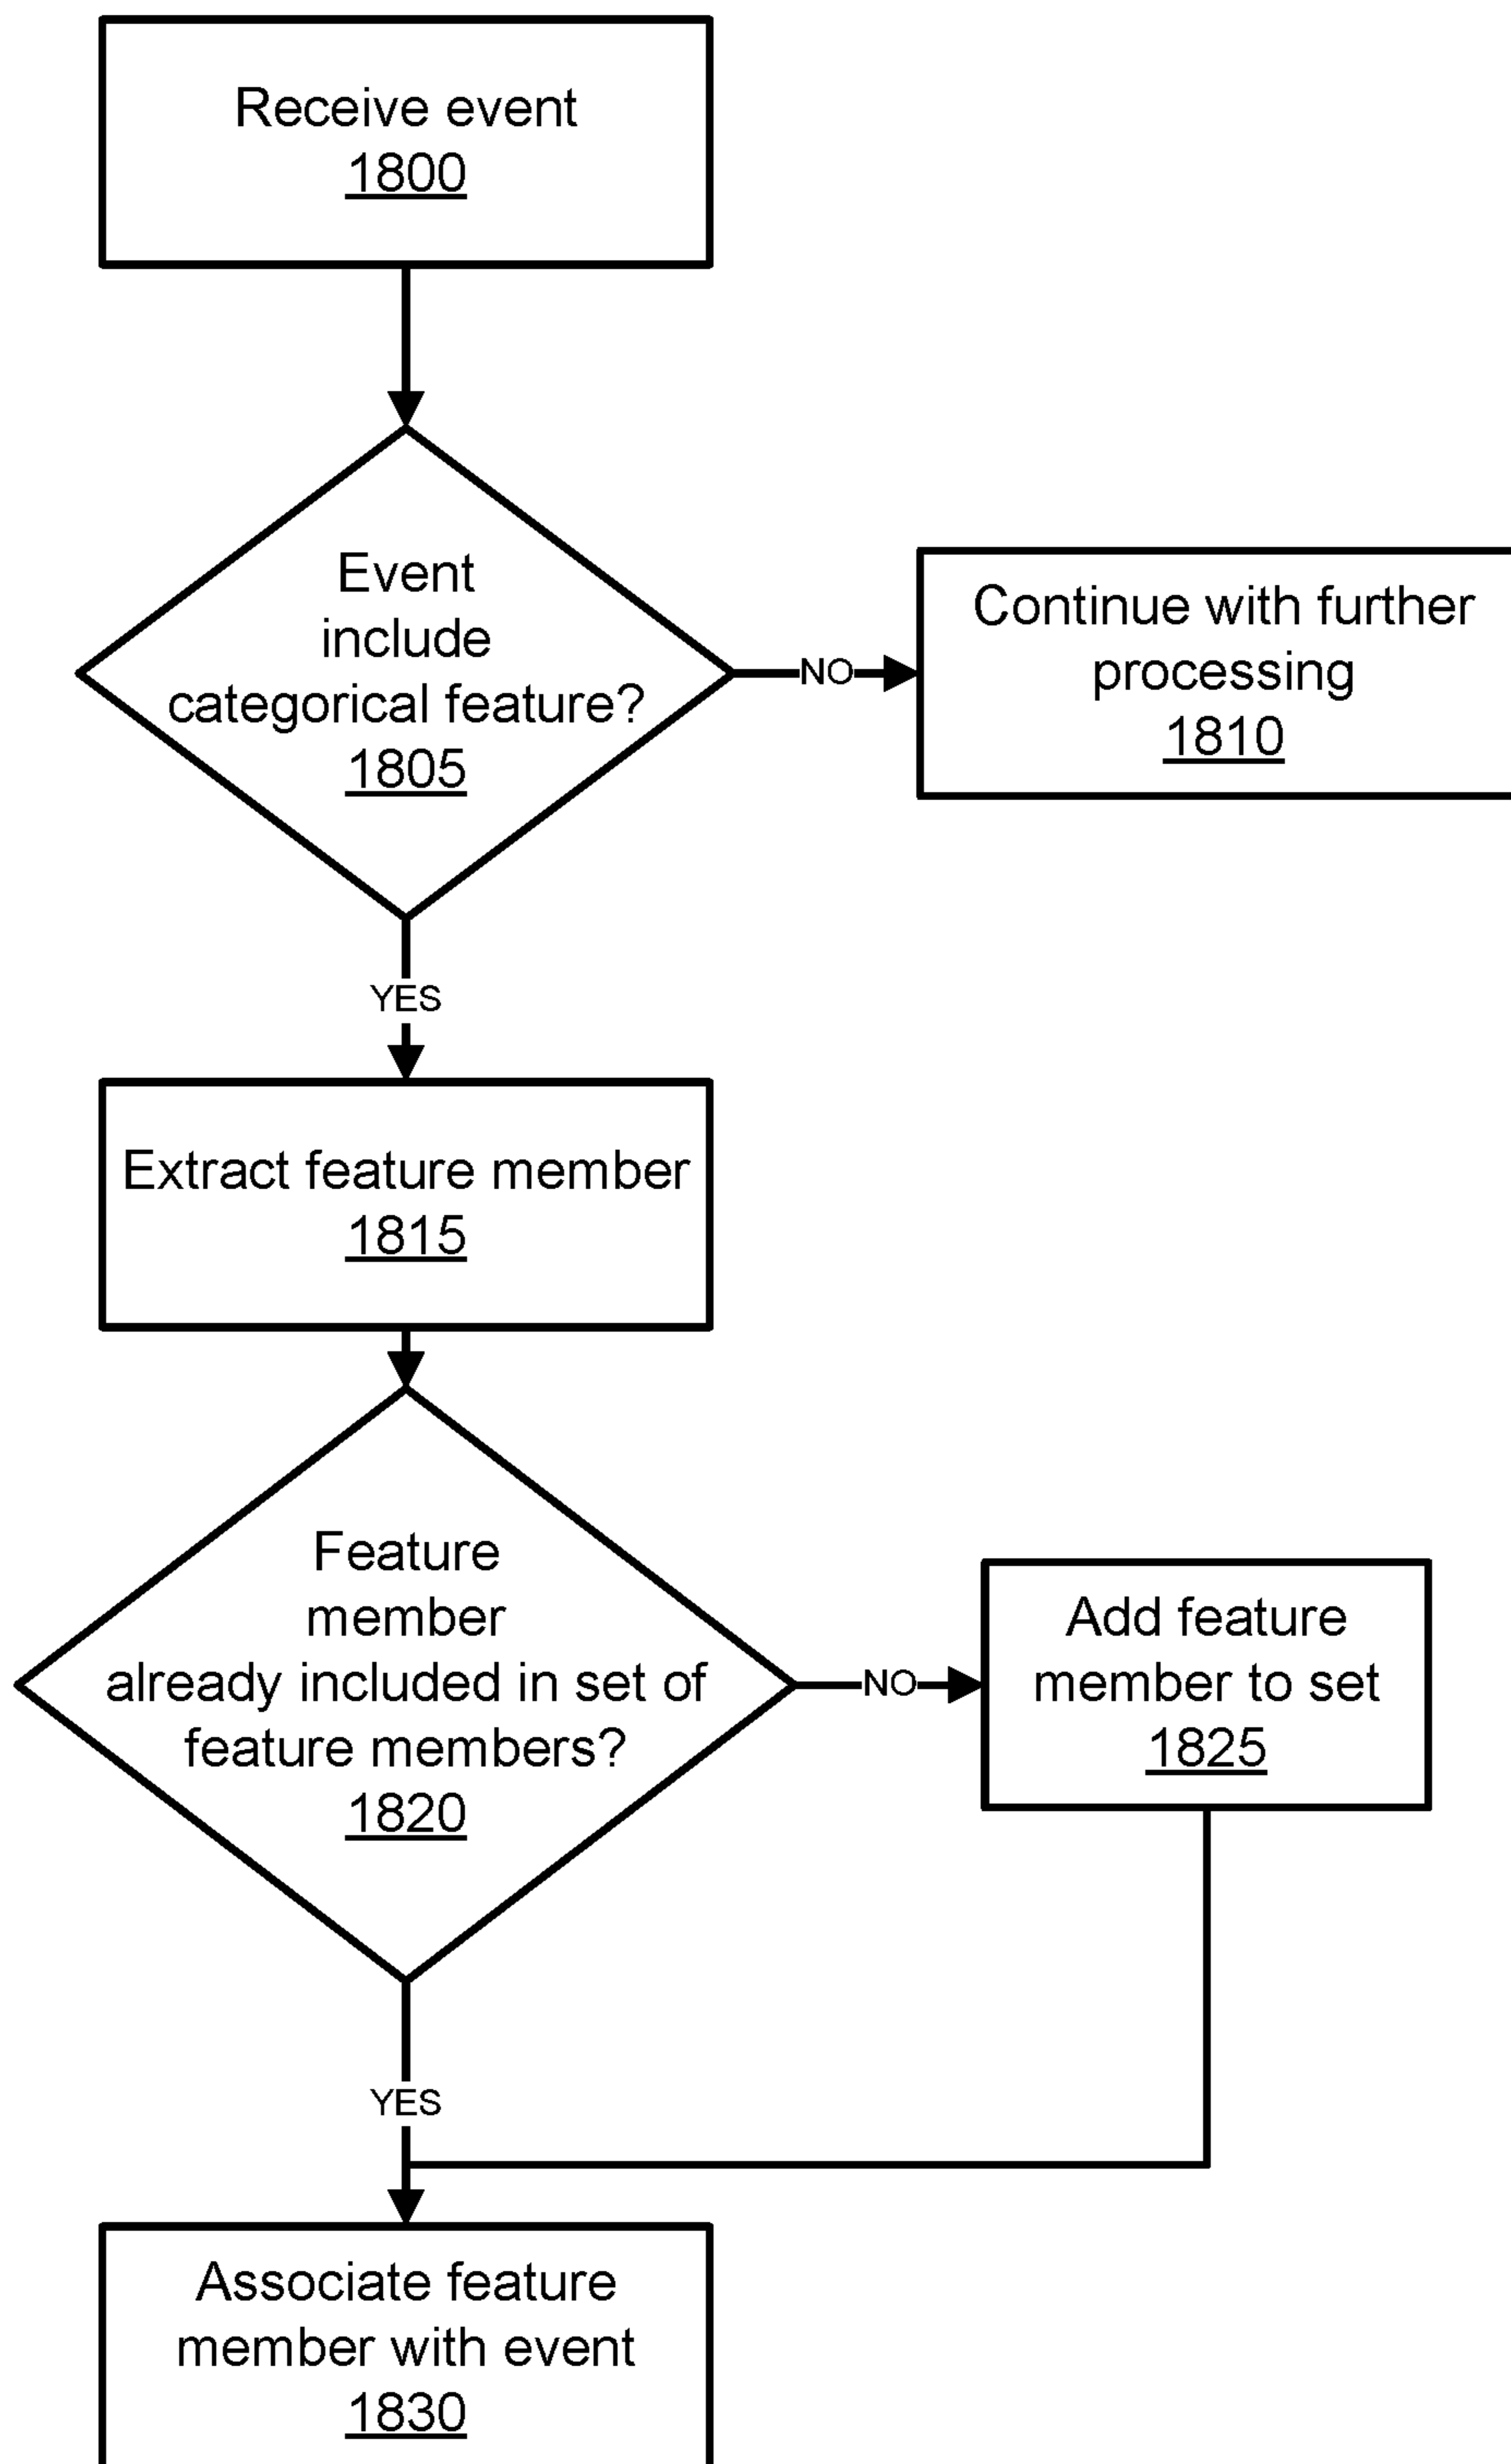 Receive event
1800
Event
include
categorical feature?
1805
NO
Continue with further
processing
1810
YES
Extract feature member
1815
Feature
member
already included in set of
feature members?
1820
NO
Add feature
member to set
1825
YES
Associate feature
member with event
1830